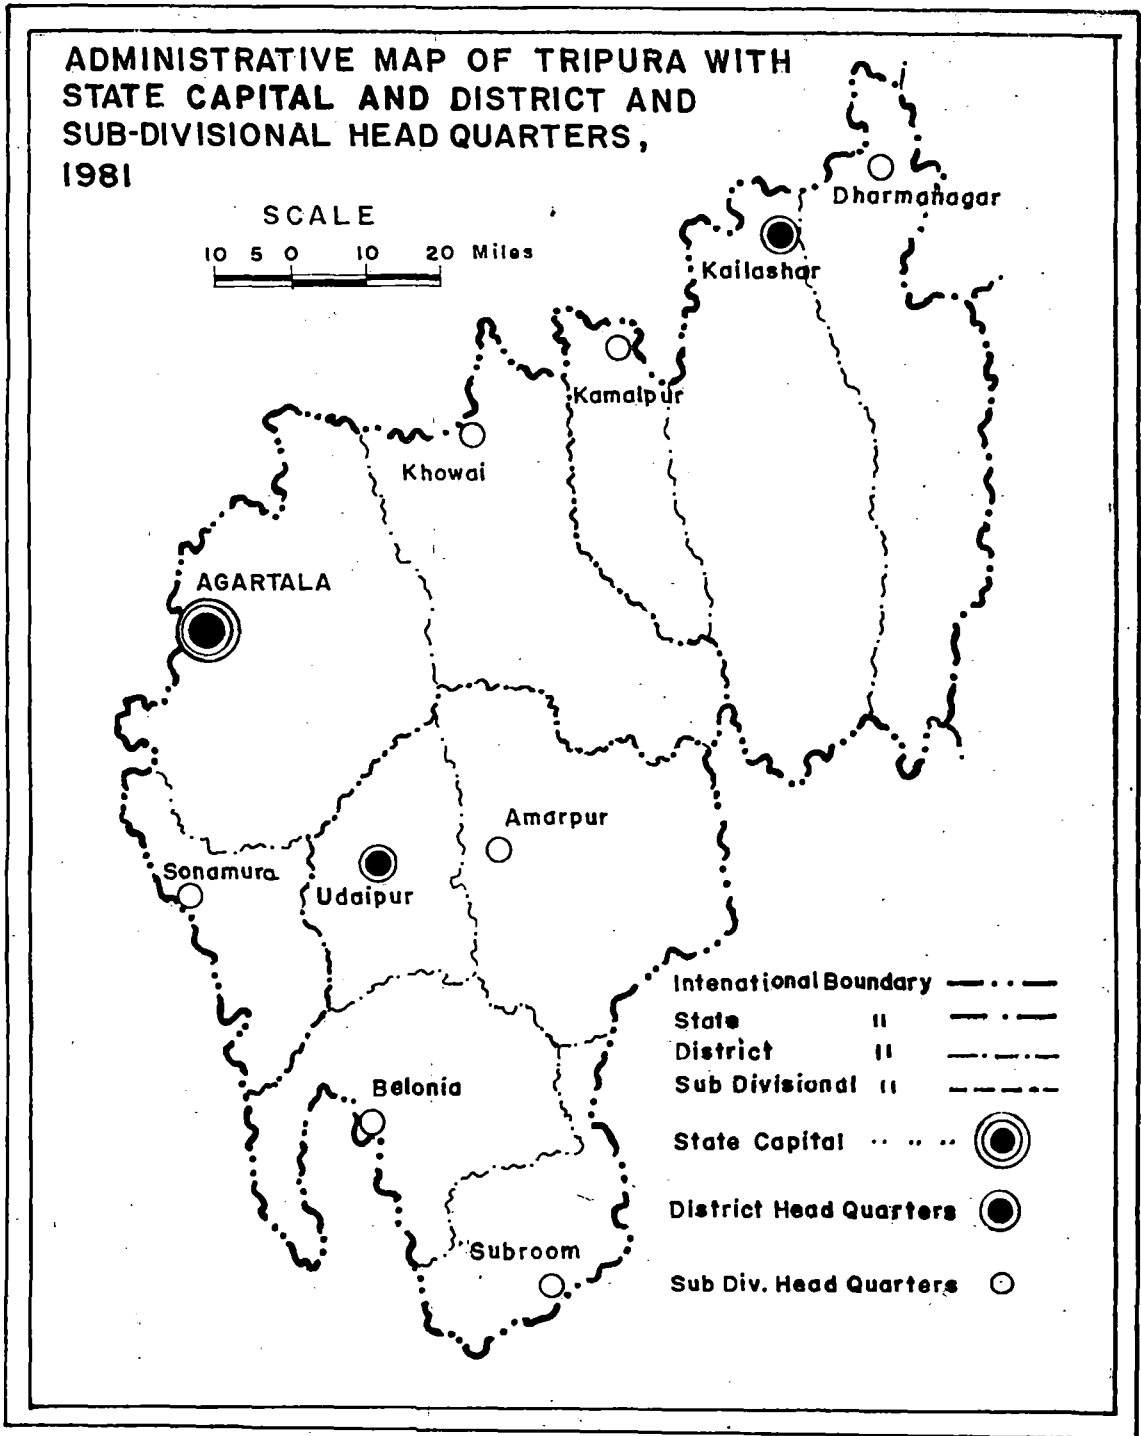 ADMINISTRATIVE MAP OF TRIPURA WITH
STATE CAPITAL AND DISTRICT AND
SUB-DIVISIONAL HEAD QUARTERS,
1981
SCALE
10 5 0 10 20 Miles
Dharmanagar
Kailashar
Kamalpur
Khowai
AGARTALA
Amarpur
Sonamura
Udaipur
Belonia
Subroom
Intenational Boundary
State "
District "
Sub Divisional "
State Capital .. .. ..
District Head Quarters
Sub Div. Head Quarters